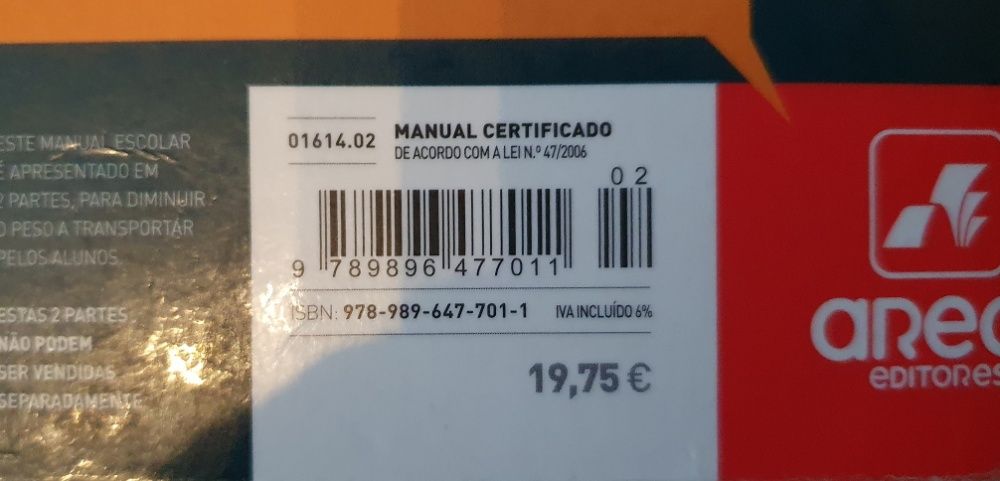 ESTE MANUAL ESCOLAR
É APRESENTADO EM
2 PARTES, PARA DIMINUIR
O PESO A TRANSPORTAR
PELOS ALUNOS.
ESTAS 2 PARTES
NÃO PODEM
SER VENDIDAS
SEPARADAMENTE
01614.02
MANUAL CERTIFICADO
DE ACORDO COM A LEI N.º 47/2006
02
9 789896 477011
ISBN: 978-989-647-701-1
IVA INCLUÍDO 6%
19,75 €
EDITORES